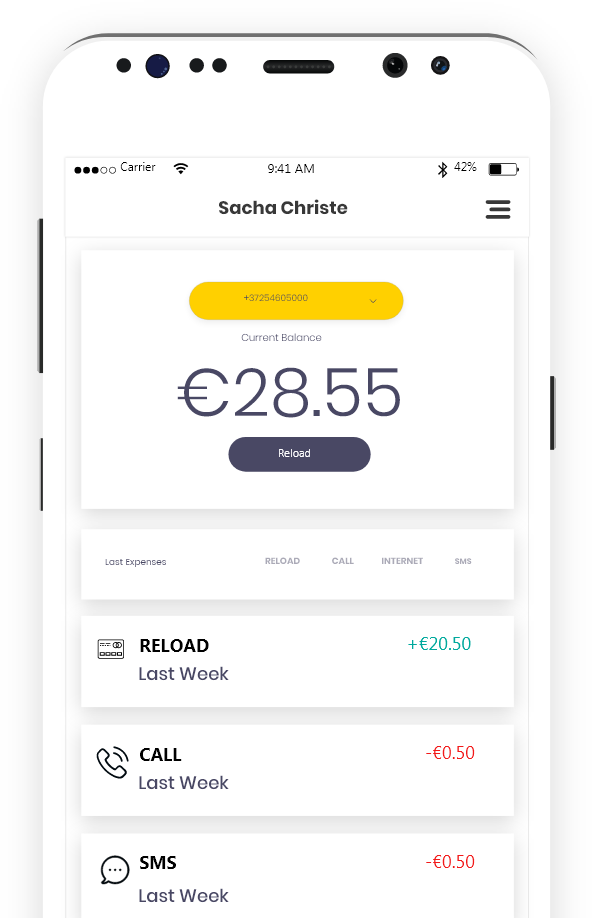 Carrier 9:41 AM 42%
Sacha Christe
+37254605000
Current Balance
€28.55
Reload
Last Expenses RELOAD CALL INTERNET SMS
RELOAD +€20.50
Last Week
CALL -€0.50
Last Week
SMS -€0.50
Last Week